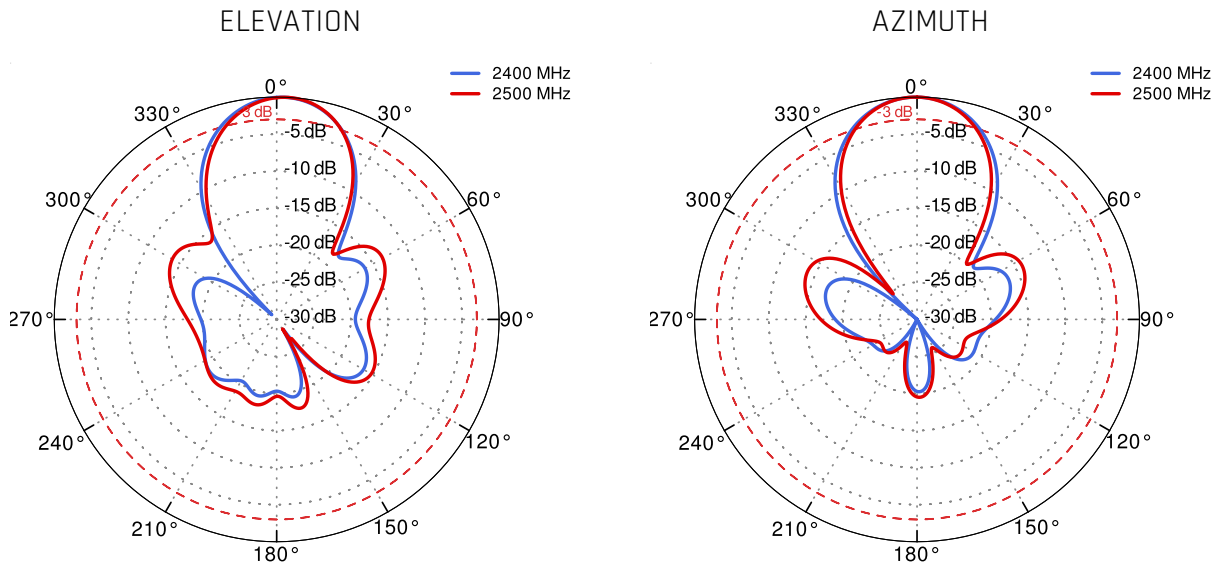 ELEVATION
2400 MHz
2500 MHz
0°
330°
30°
3 dB
-5 dB
-10 dB
300°
60°
-15 dB
-20 dB
-25 dB
270°
-30 dB
90°
240°
120°
210°
150°
180°
AZIMUTH
2400 MHz
2500 MHz
0°
330°
30°
-3 dB
-5 dB
-10 dB
300°
60°
-15 dB
-20 dB
-25 dB
270°
-30 dB
90°
240°
120°
210°
150°
180°